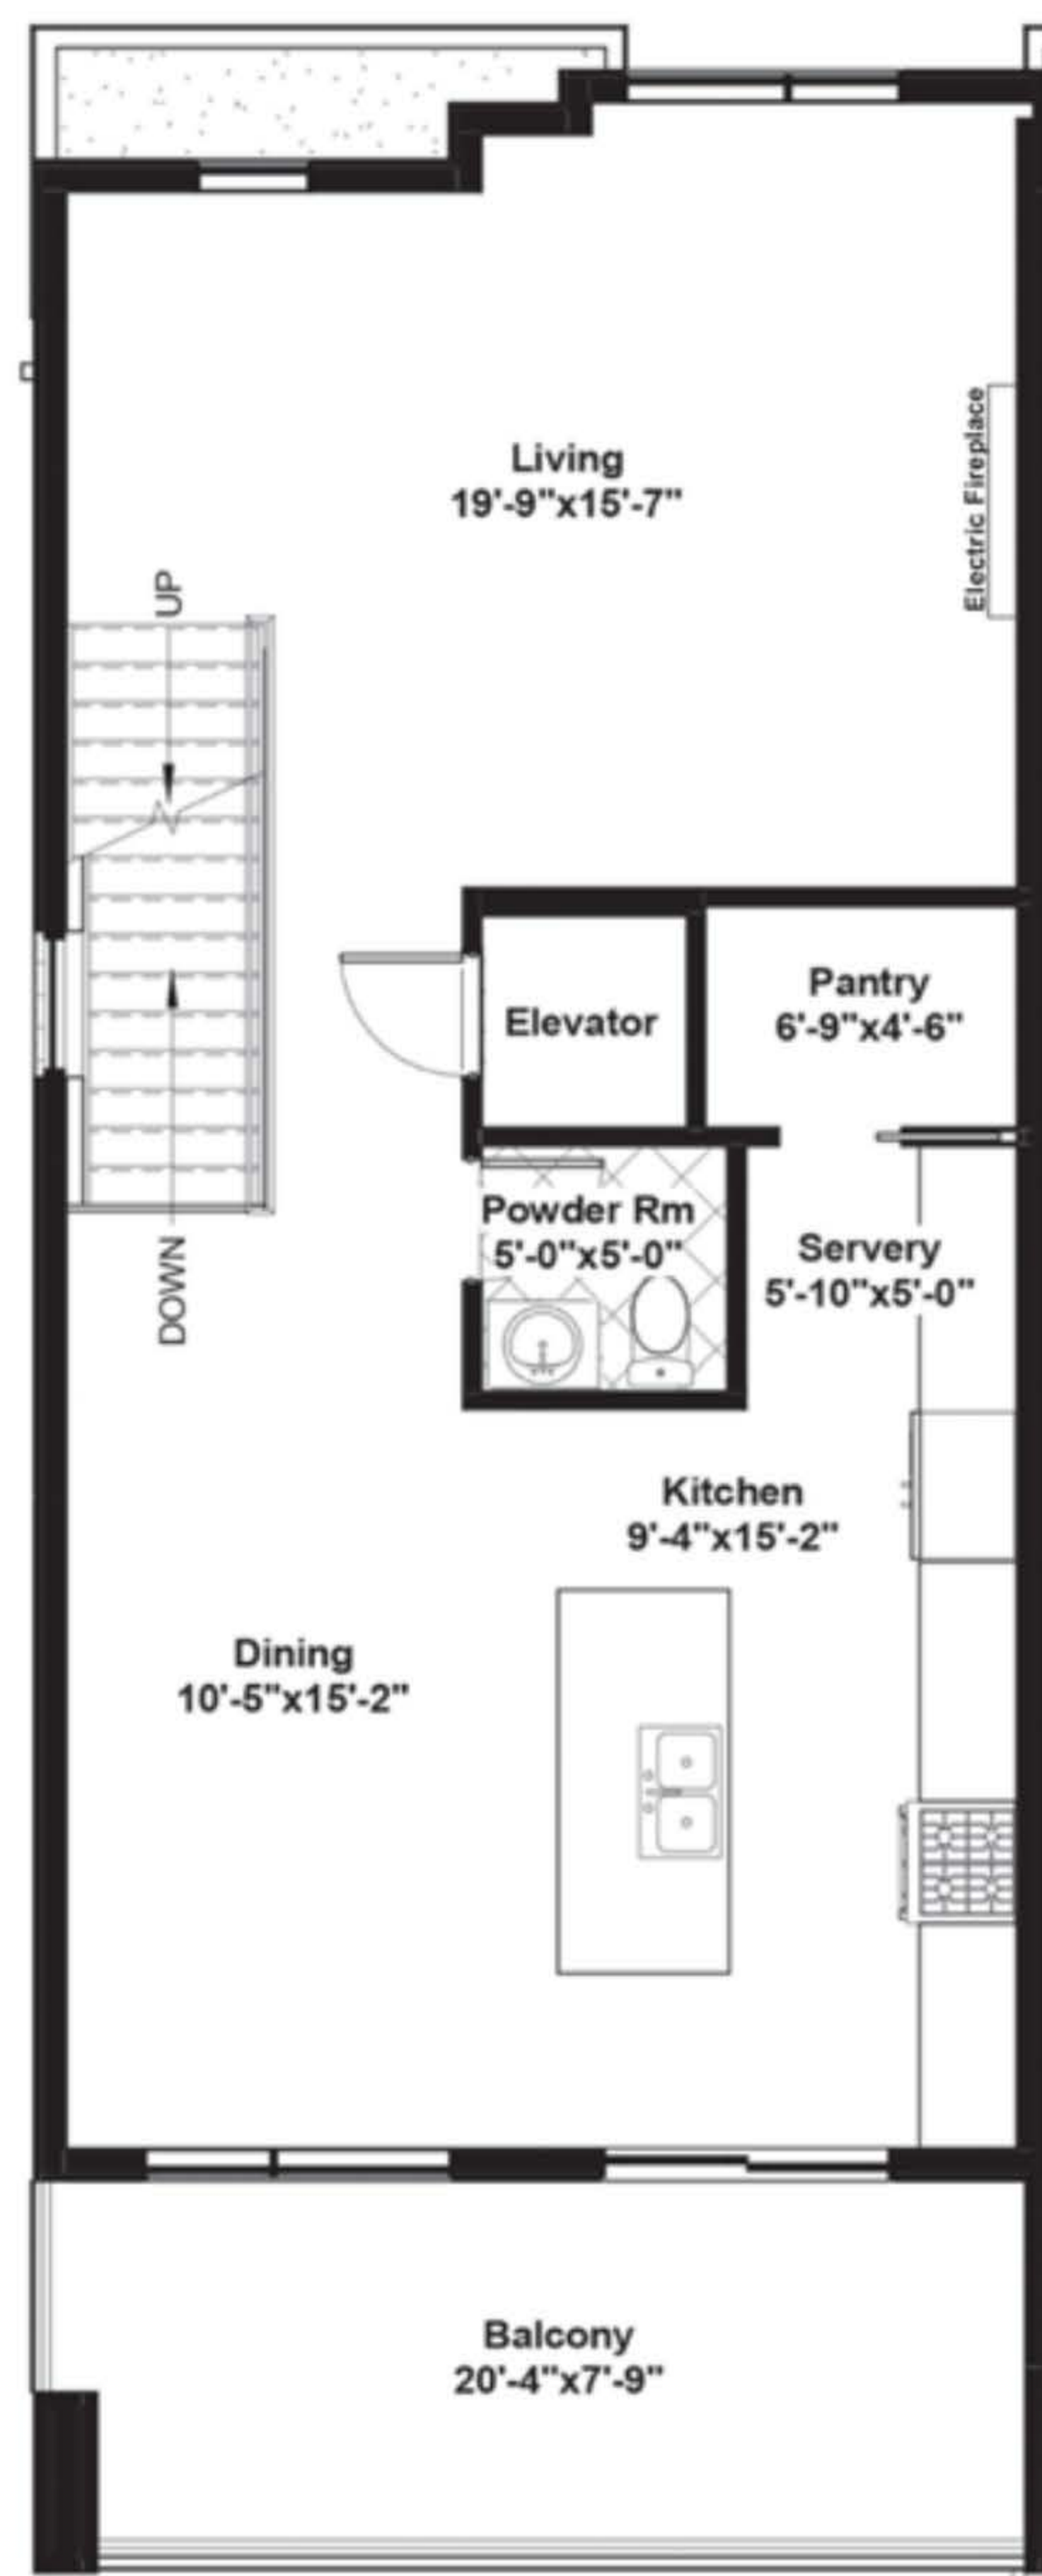 Living
19'-9"x15'-7"
Electric Fireplace
UP
Elevator
Pantry
6'-9"x4'-6"
Powder Rm
5'-0"x5'-0"
Servery
5'-10"x5'-0"
DOWN
Kitchen
9'-4"x15'-2"
Dining
10'-5"x15'-2"
Balcony
20'-4"x7'-9"